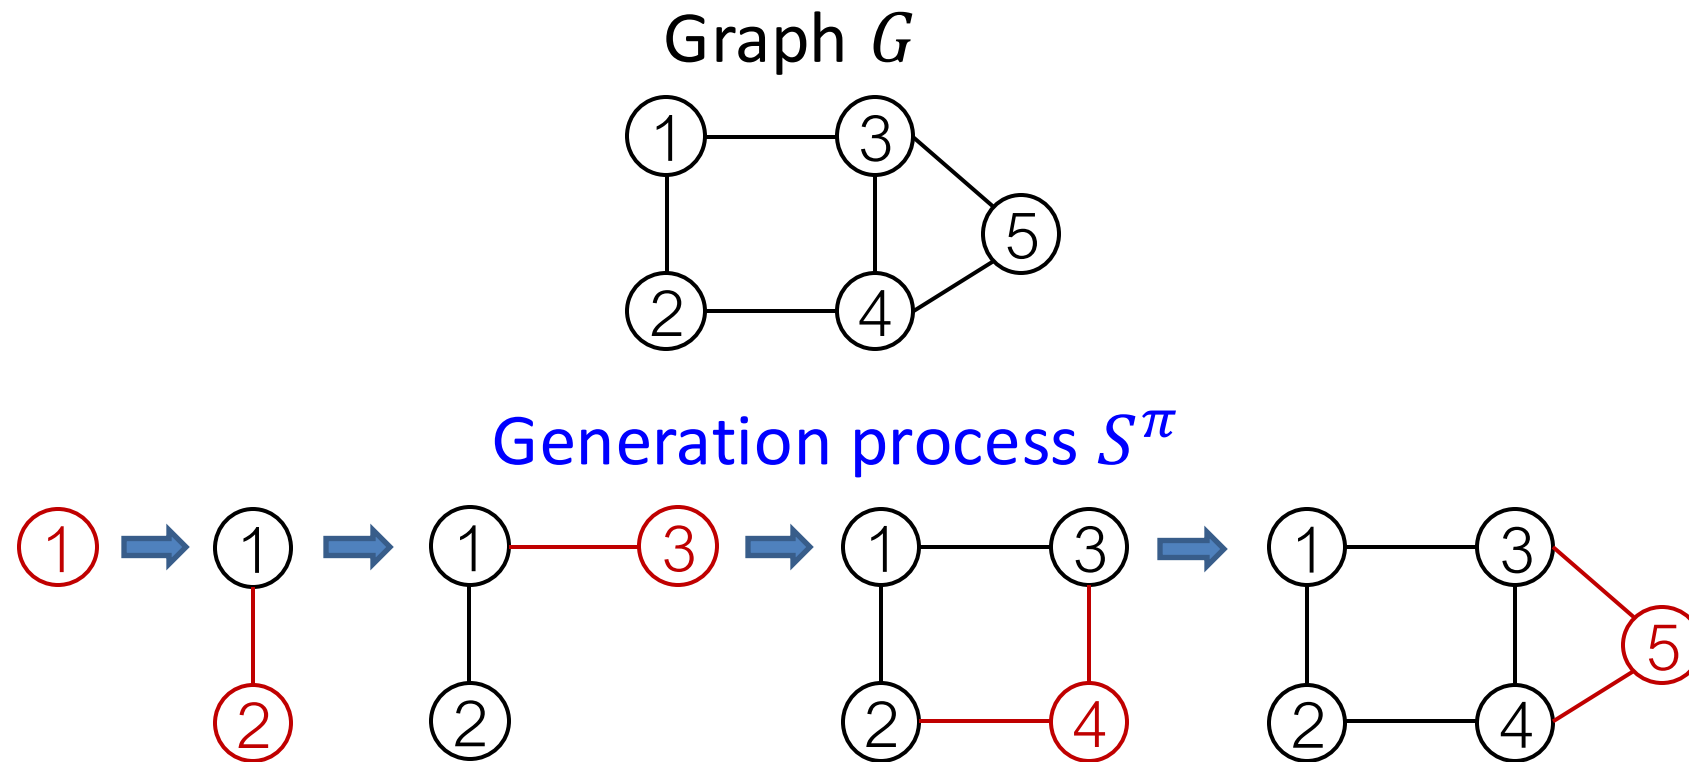 Graph G
1 3
5
2 4
Generation process S^π
1 1 1 3 1 3 1 3
5
2 2 2 4 2 4